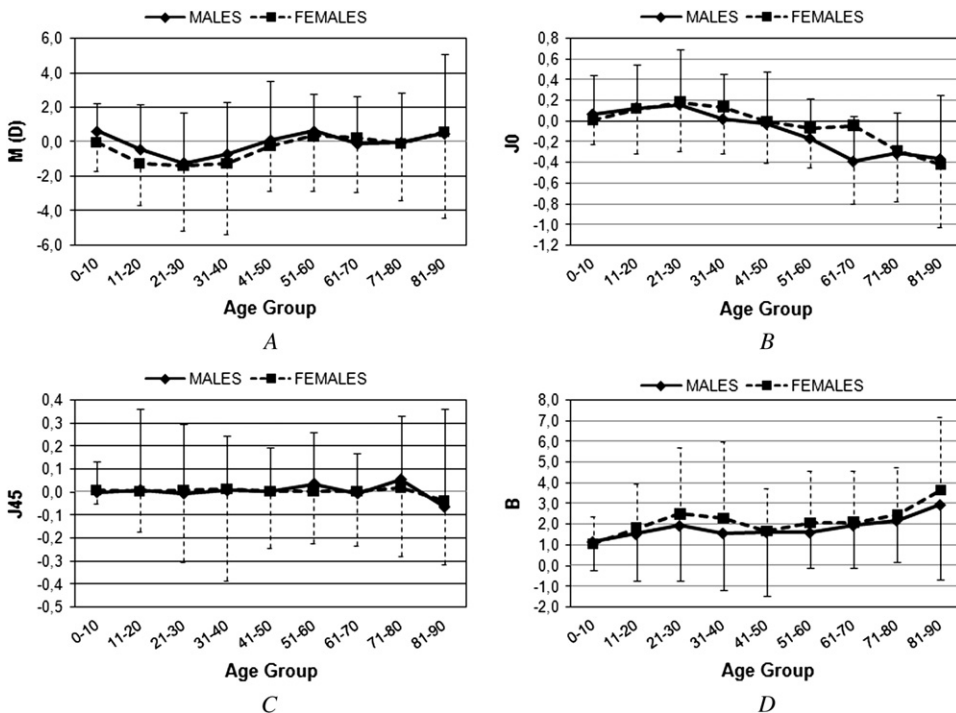 MALES FEMALES
6,0
4,0
2,0
0,0
-2,0
-4,0
-6,0
M (D)
0-10 11-20 21-30 31-40 41-50 51-60 61-70 71-80 81-90
Age Group
A
MALES FEMALES
0,8
0,6
0,4
0,2
0,0
-0,2
-0,4
-0,6
-0,8
-1,0
-1,2
J0
0-10 11-20 21-30 31-40 41-50 51-60 61-70 71-80 81-90
Age Group
B
MALES FEMALES
0,4
0,3
0,2
0,1
0,0
-0,1
-0,2
-0,3
-0,4
-0,5
J45
0-10 11-20 21-30 31-40 41-50 51-60 61-70 71-80 81-90
Age Group
C
MALES FEMALES
8,0
7,0
6,0
5,0
4,0
3,0
2,0
1,0
0,0
-1,0
-2,0
B
0-10 11-20 21-30 31-40 41-50 51-60 61-70 71-80 81-90
Age Group
D